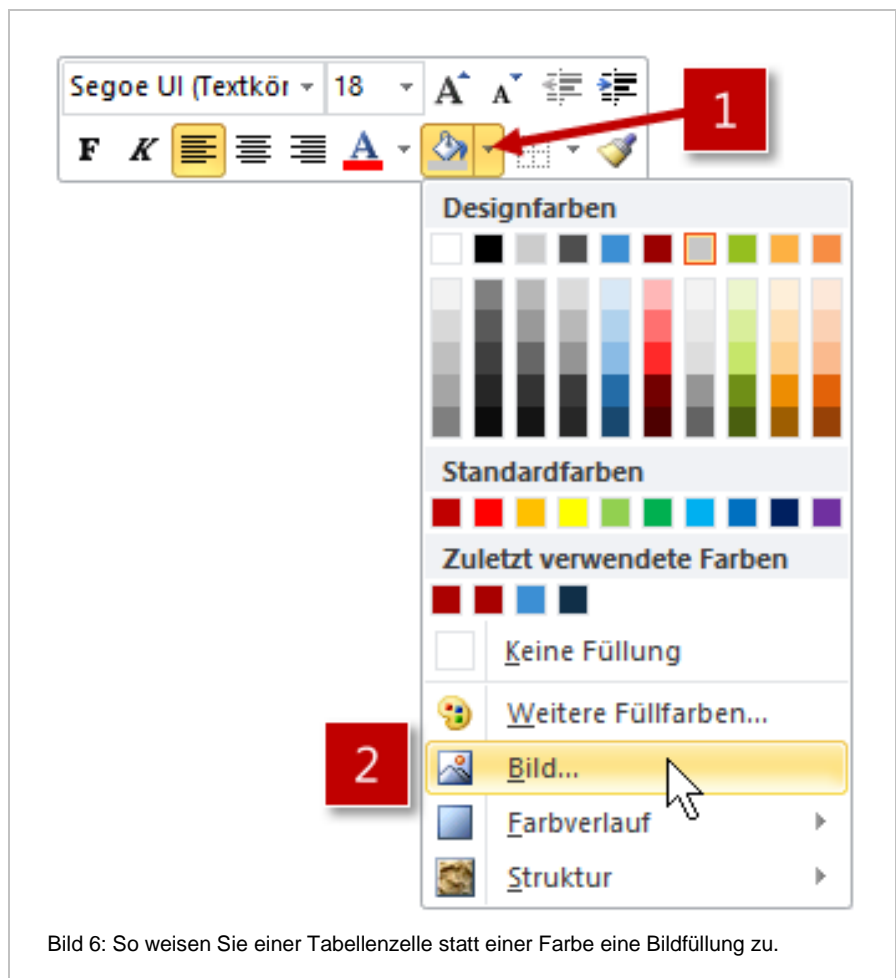 Segoe UI (Textkör 18 A A
1
F K A
Designfarben
Standardfarben
Zuletzt verwendete Farben
Keine Füllung
Weitere Füllfarben...
2
Bild...
Farbverlauf
Struktur
Bild 6: So weisen Sie einer Tabellenzelle statt einer Farbe eine Bildfüllung zu.